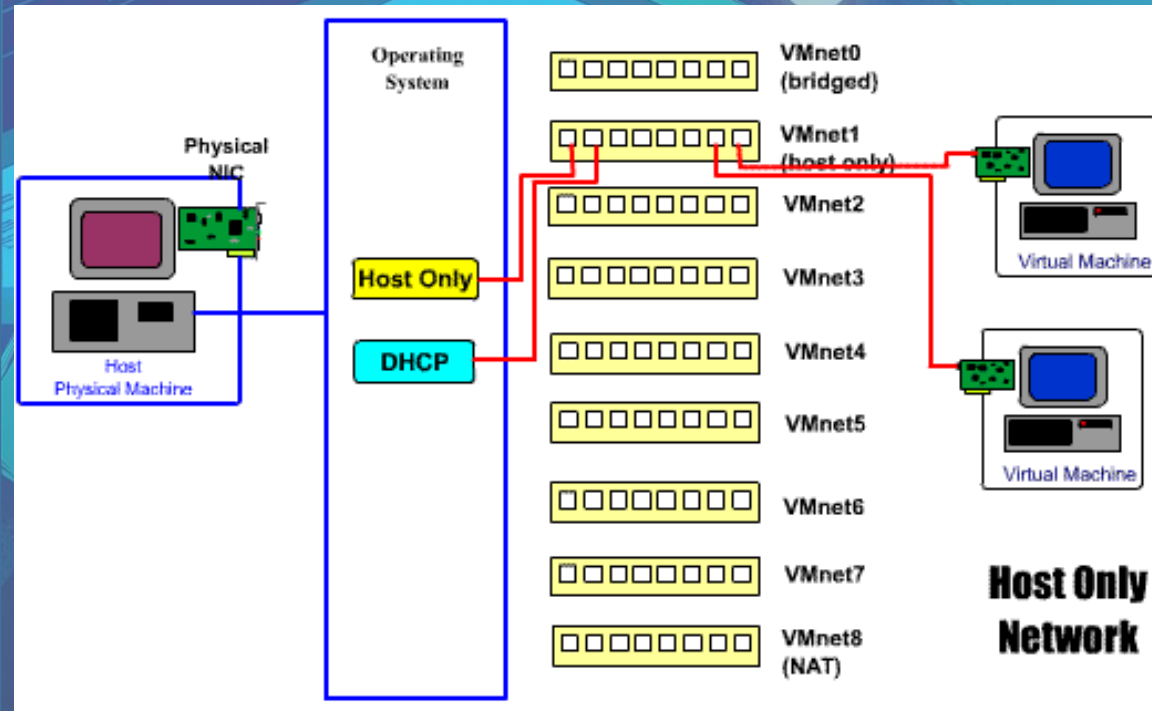 Operating
System
Physical
NIC
Host Only
DHCP
Host
Physical Machine
VMnet0
(bridged)
VMnet1
(host only)
VMnet2
VMnet3
VMnet4
VMnet5
VMnet6
VMnet7
VMnet8
(NAT)
Virtual Machine
Virtual Machine
Host Only
Network